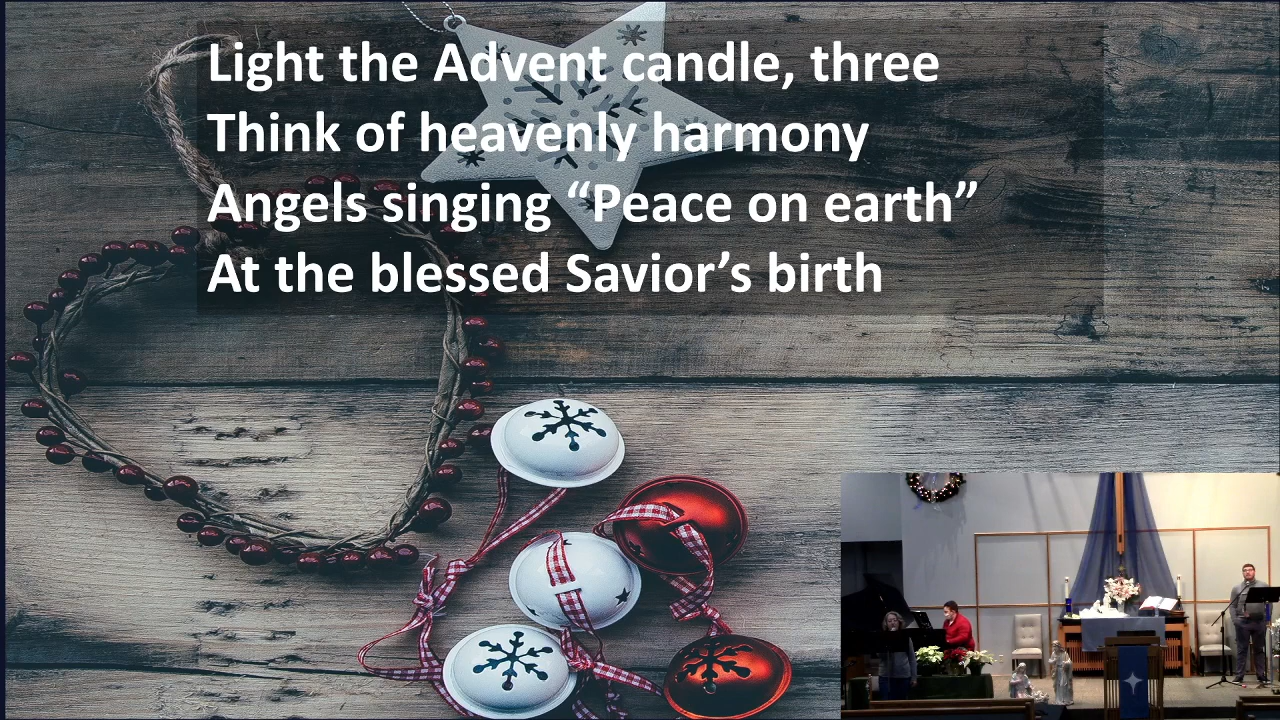 Light the Advent candle, three
Think of heavenly harmony
Angels singing “Peace on earth”
At the blessed Savior’s birth